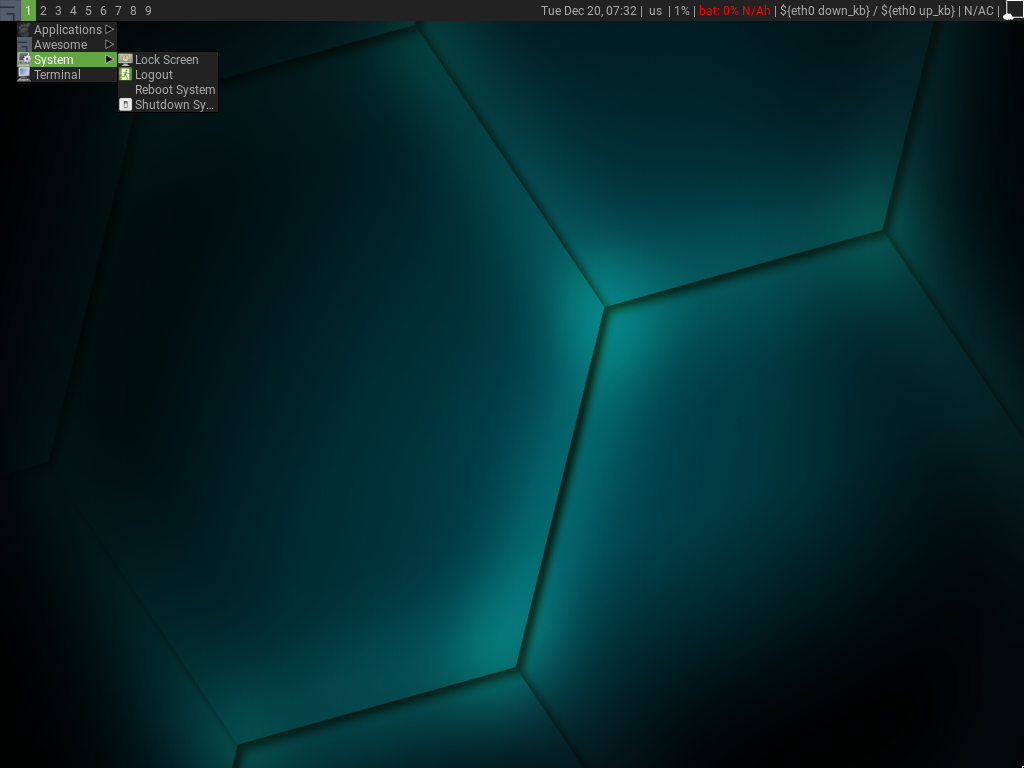 1 2 3 4 5 6 7 8 9
Tue Dec 20, 07:32 | us | 1% | bat: 0% N/Ah | ${eth0 down_kb} / ${eth0 up_kb} | N/AC |
Applications
Awesome
System
Terminal
Lock Screen
Logout
Reboot System
Shutdown Sy...